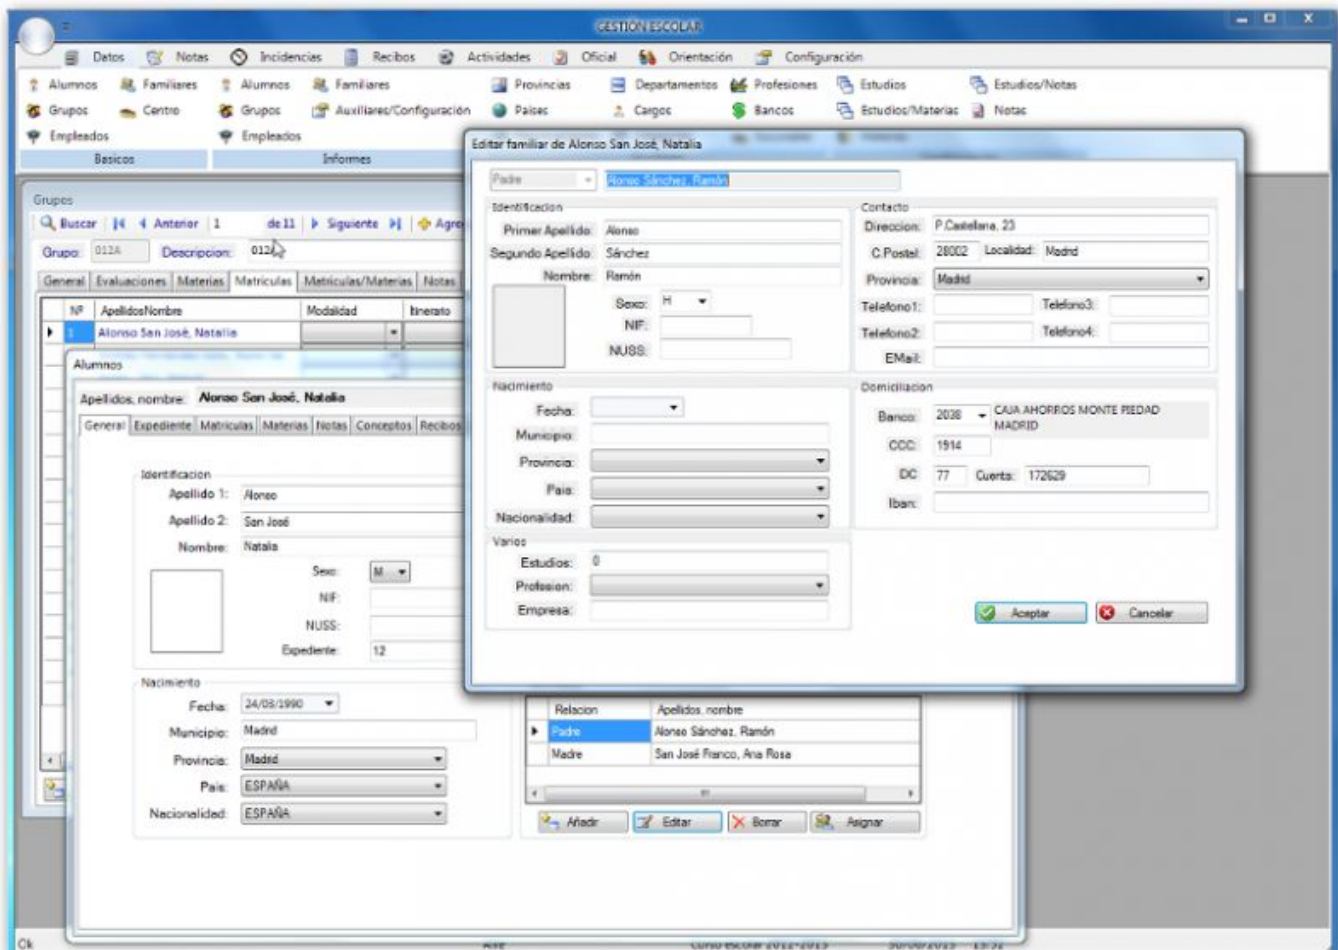 GESTIÓN ESCOLAR
Datos Notas Incidencias Recibos Actividades Oficial Orientación Configuración
Alumnos Familiares Alumnos Familiares Provincias Departamentos Profesiones Estudios Estudios/Notas
Grupos Centro Grupos Auxiliares/Configuración Paises Cargos Bancos Estudios/Materias Notas
Empleados Empleados
Basicos Informes
Editar familiar de Alonso San José, Natalia
Padre Alonso Sánchez, Ramón
Identificacion
Primer Apellido: Alonso
Segundo Apellido: Sánchez
Nombre: Ramón
Sexo: H
NIF:
NUSS:
Contacto
Direccion: P.Castellana, 23
C.Postal: 28002 Localidad: Madrid
Provincia: Madrid
Telefono1: Telefono3:
Telefono2: Telefono4:
EMail:
Nacimiento
Fecha:
Municipio:
Provincia:
Pais:
Nacionalidad:
Domiciliacion
Banco: 2038 CAJA AHORROS MONTE PIEDAD
MADRID
CCC: 1914
DC 77 Cuenta: 172629
Iban:
Varios
Estudios: 0
Profesion:
Empresa:
Aceptar Cancelar
Grupos
Buscar Anterior 1 de 11 Siguiente Agre
Grupo: 012A Descripcion: 012A
General Evaluaciones Materias Matriculas Matriculas/Materias Notas
Nº ApellidosNombre Modalidad Itinerato
1 Alonso San José, Natalia
Alumnos
Apellidos, nombre: Alonso San José, Natalia
General Expediente Matriculas Materias Notas Conceptos Recibos
Identificacion
Apellido 1: Alonso
Apellido 2: San José
Nombre: Natalia
Sexo: M
NIF:
NUSS:
Expediente: 12
Nacimiento
Fecha: 24/03/1990
Municipio: Madrid
Provincia: Madrid
Pais: ESPAÑA
Nacionalidad: ESPAÑA
Relacion Apellidos, nombre
Padre Alonso Sánchez, Ramón
Madre San José Franco, Ana Rosa
Añadir Editar Borrar Asignar
Ok